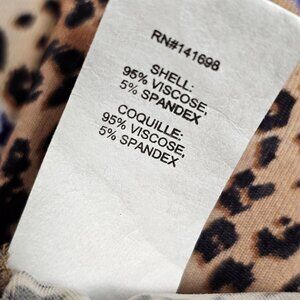 RN#141698
SHELL:
95% VISCOSE,
5% SPANDEX
COQUILLE:
95% VISCOSE,
5% SPANDEX